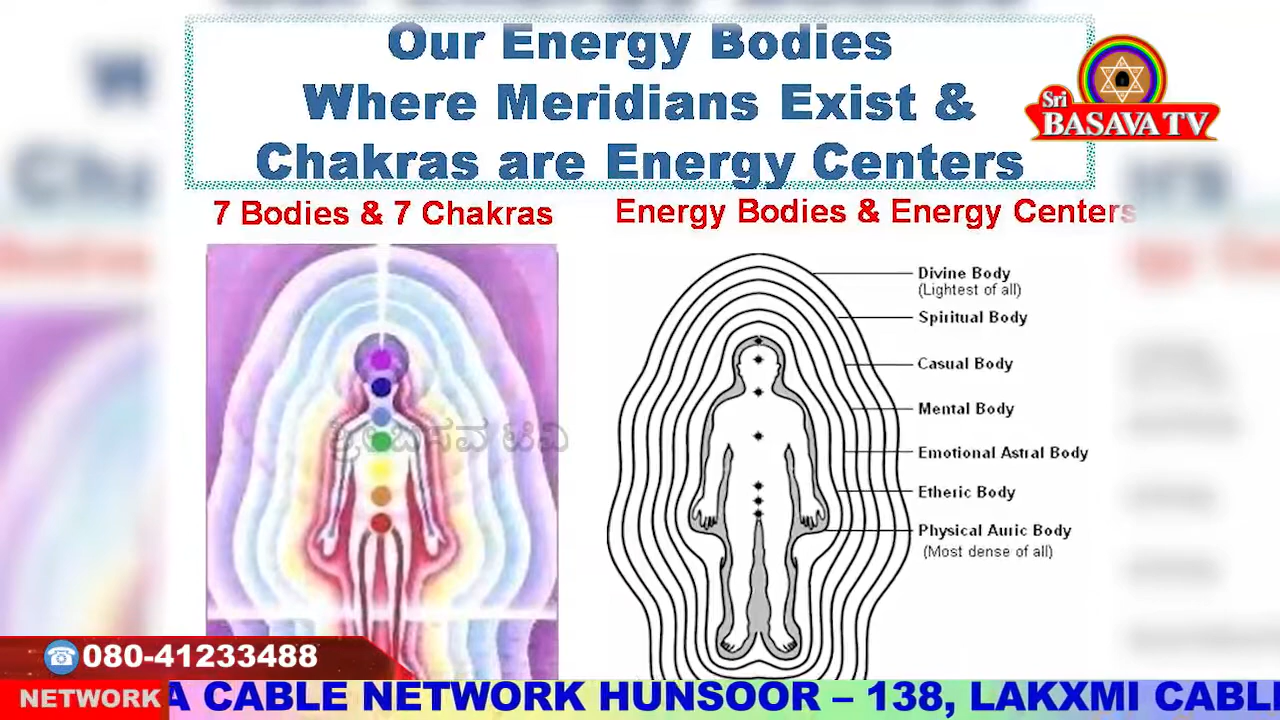 Our Energy Bodies
Where Meridians Exist &
Chakras are Energy Centers
Sri
BASAVA TV
7 Bodies & 7 Chakras
Energy Bodies & Energy Centers
Divine Body
(Lightest of all)
Spiritual Body
Casual Body
Mental Body
Emotional Astral Body
Etheric Body
Physical Auric Body
(Most dense of all)
ಶ್ರೀ ಬಸವ ಟಿವಿ
080-41233488
NETWORK
A CABLE NETWORK HUNSOOR – 138, LAKXMI CABLE